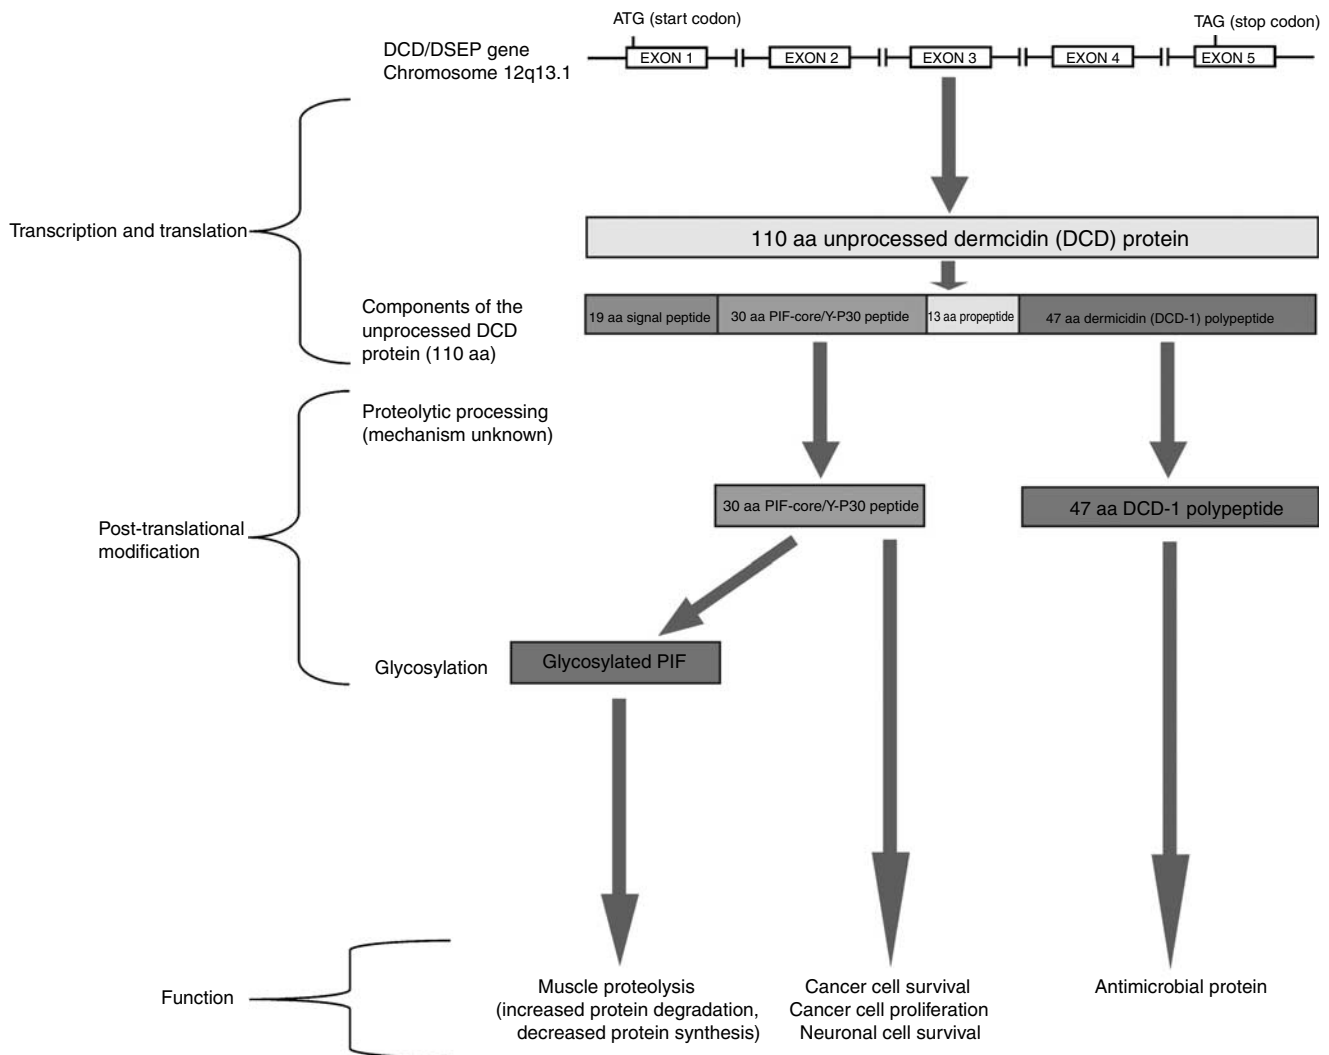 ATG (start codon)
TAG (stop codon)
DCD/DSEP gene
Chromosome 12q13.1
EXON 1
EXON 2
EXON 3
EXON 4
EXON 5
Transcription and translation
110 aa unprocessed dermcidin (DCD) protein
Components of the
unprocessed DCD
protein (110 aa)
19 aa signal peptide
30 aa PIF-core/Y-P30 peptide
13 aa propeptide
47 aa dermicidin (DCD-1) polypeptide
Proteolytic processing
(mechanism unknown)
30 aa PIF-core/Y-P30 peptide
47 aa DCD-1 polypeptide
Post-translational
modification
Glycosylation
Glycosylated PIF
Function
Muscle proteolysis
(increased protein degradation,
decreased protein synthesis)
Cancer cell survival
Cancer cell proliferation
Neuronal cell survival
Antimicrobial protein